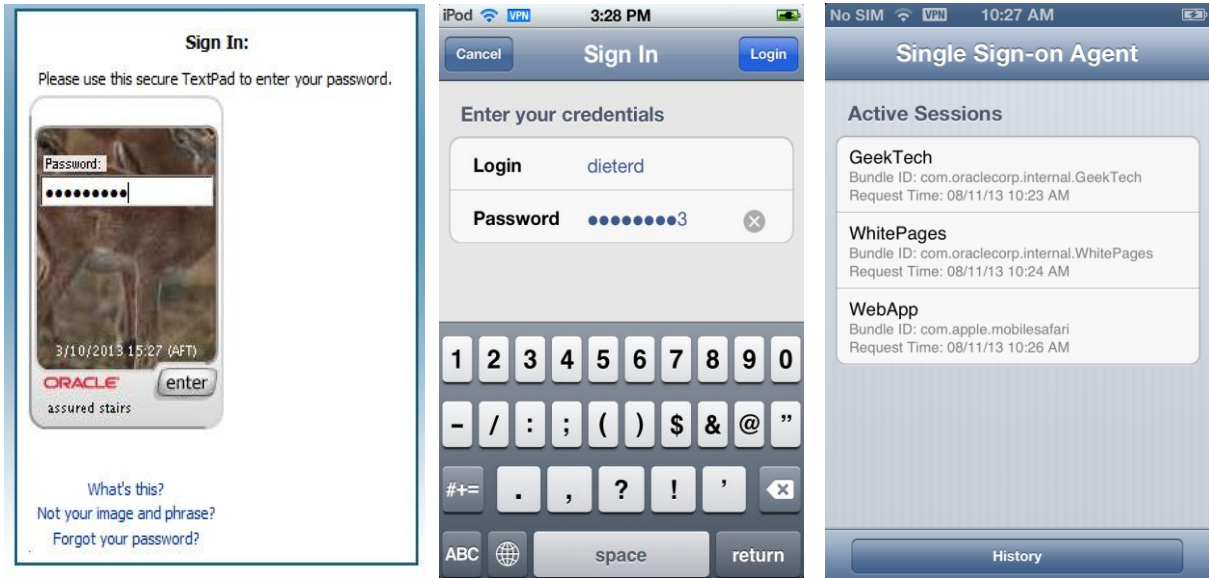 Sign In:
Please use this secure TextPad to enter your password.
Password:
●●●●●●●●●
3/10/2013 15:27 (AFT)
ORACLE
enter
assured stairs
What's this?
Not your image and phrase?
Forgot your password?
iPod VPN 3:28 PM
Cancel Sign In Login
Enter your credentials
Login dieterd
Password ●●●●●●●●3
1 2 3 4 5 6 7 8 9 0
- / : ; ( ) $ & @ "
#+= . , ? ! '
ABC space return
No SIM VPN 10:27 AM
Single Sign-on Agent
Active Sessions
GeekTech
Bundle ID: com.oraclecorp.internal.GeekTech
Request Time: 08/11/13 10:23 AM
WhitePages
Bundle ID: com.oraclecorp.internal.WhitePages
Request Time: 08/11/13 10:24 AM
WebApp
Bundle ID: com.apple.mobilesafari
Request Time: 08/11/13 10:26 AM
History